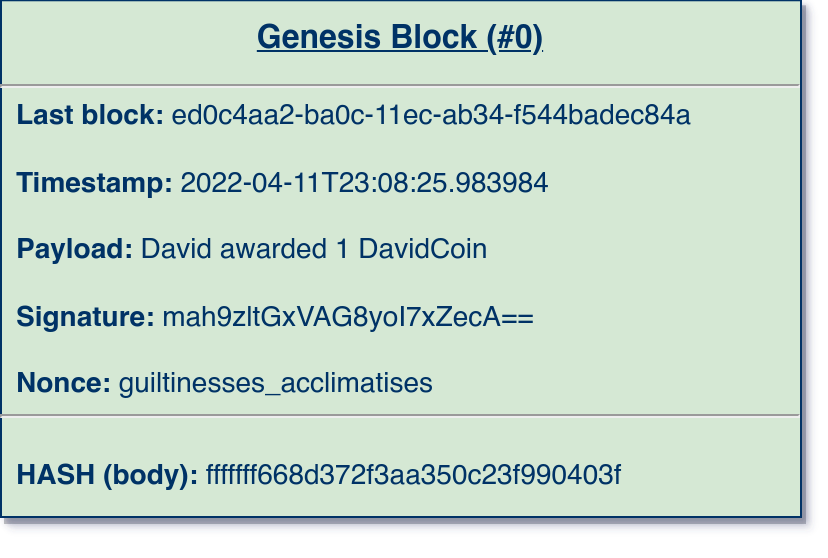 Genesis Block (#0)
Last block: ed0c4aa2-ba0c-11ec-ab34-f544badec84a
Timestamp: 2022-04-11T23:08:25.983984
Payload: David awarded 1 DavidCoin
Signature: mah9zltGxVAG8yoI7xZecA==
Nonce: guiltinesses_acclimatises
HASH (body): fffffff668d372f3aa350c23f990403f